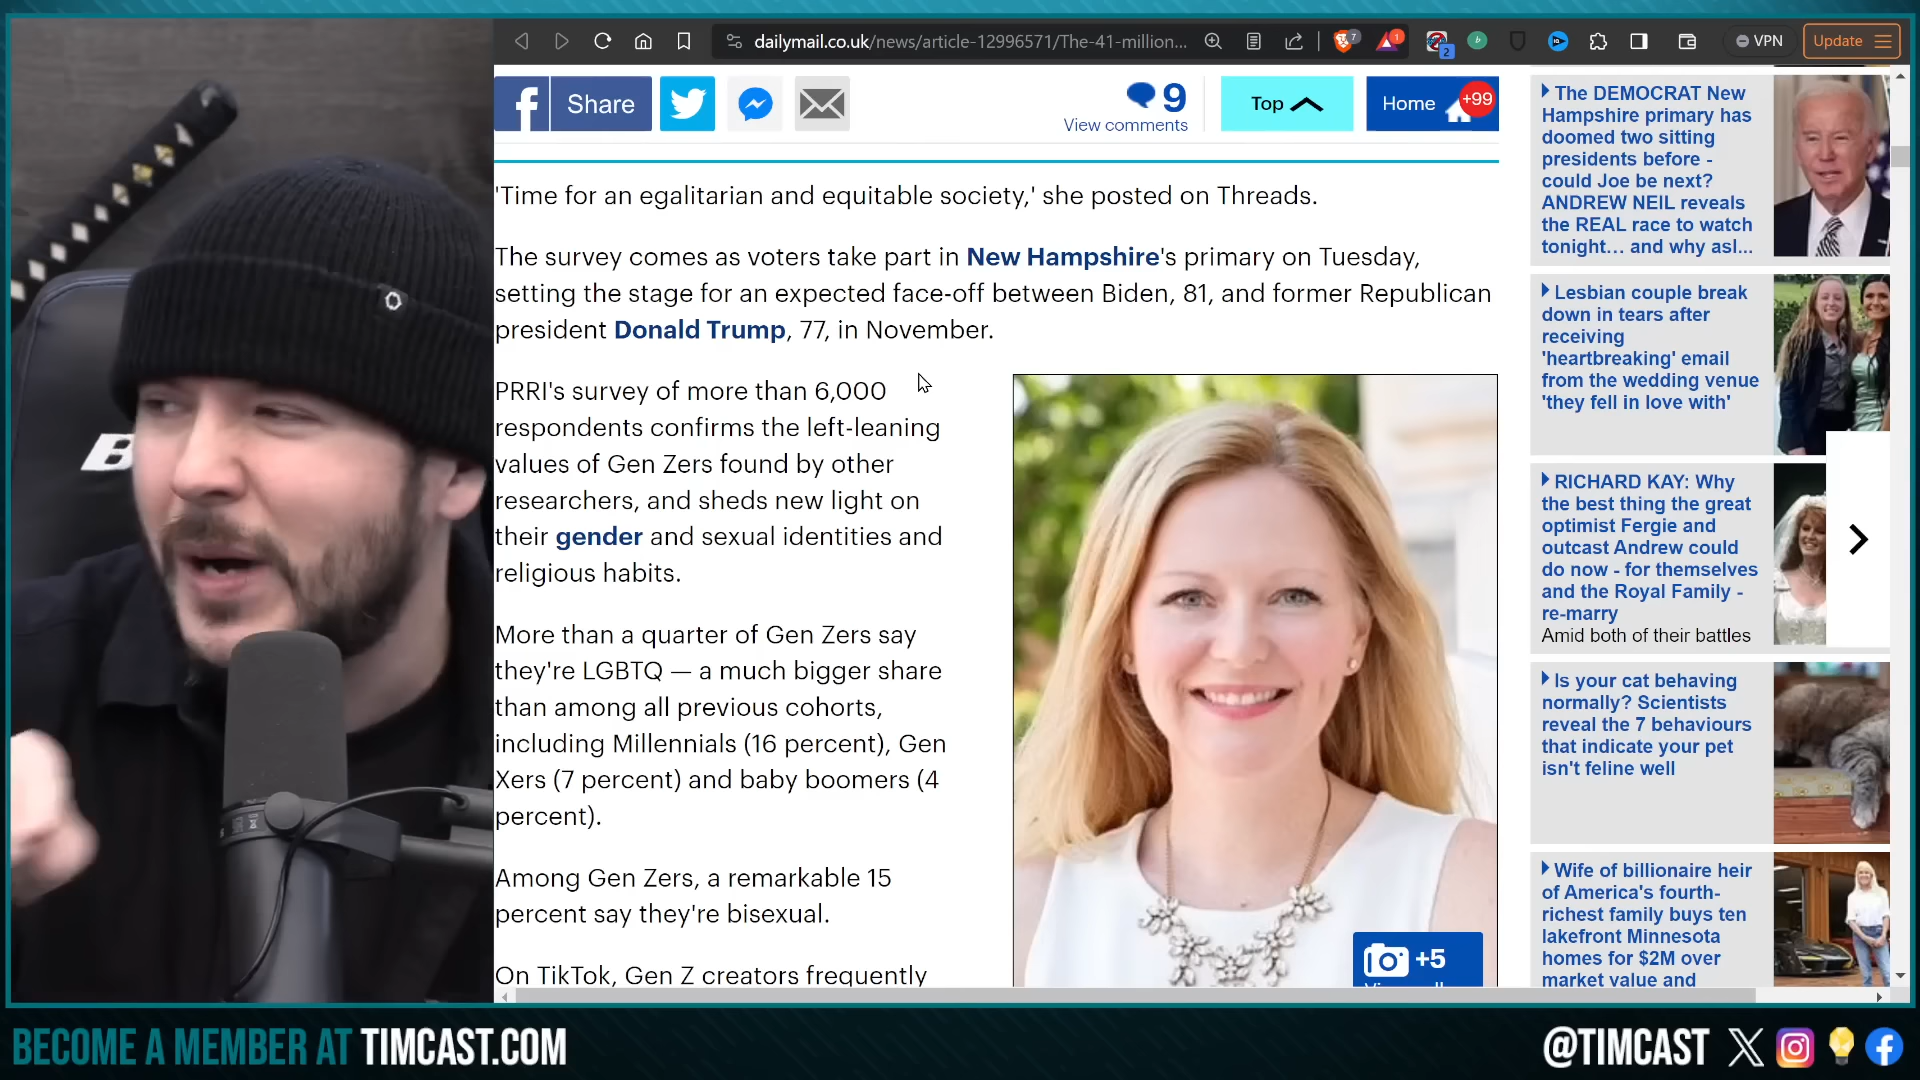 dailymail.co.uk/news/article-12996571/The-41-million...
7
1
2
b
VPN
Update
f Share
9
View comments
Top
Home
+99
'Time for an egalitarian and equitable society,' she posted on Threads.
The survey comes as voters take part in New Hampshire's primary on Tuesday,
setting the stage for an expected face-off between Biden, 81, and former Republican
president Donald Trump, 77, in November.
PRRI's survey of more than 6,000
respondents confirms the left-leaning
values of Gen Zers found by other
researchers, and sheds new light on
their gender and sexual identities and
religious habits.
More than a quarter of Gen Zers say
they're LGBTQ — a much bigger share
than among all previous cohorts,
including Millennials (16 percent), Gen
Xers (7 percent) and baby boomers (4
percent).
Among Gen Zers, a remarkable 15
percent say they're bisexual.
On TikTok, Gen Z creators frequently
+5
The DEMOCRAT New
Hampshire primary has
doomed two sitting
presidents before -
could Joe be next?
ANDREW NEIL reveals
the REAL race to watch
tonight... and why asl...
Lesbian couple break
down in tears after
receiving
'heartbreaking' email
from the wedding venue
'they fell in love with'
RICHARD KAY: Why
the best thing the great
optimist Fergie and
outcast Andrew could
do now - for themselves
and the Royal Family -
re-marry
Amid both of their battles
Is your cat behaving
normally? Scientists
reveal the 7 behaviours
that indicate your pet
isn't feline well
Wife of billionaire heir
of America's fourth-
richest family buys ten
lakefront Minnesota
homes for $2M over
market value and
BECOME A MEMBER AT TIMCAST.COM
@TIMCAST